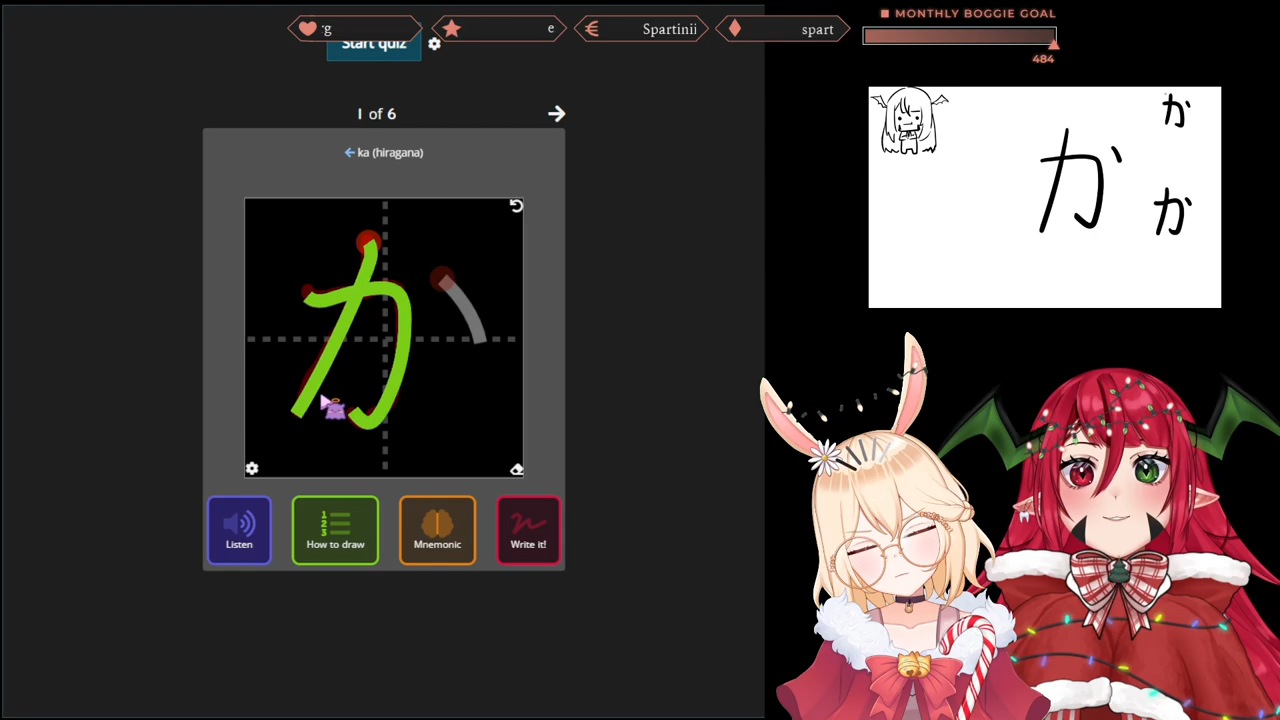 :g
e
Spartinii
spart
MONTHLY BOGGIE GOAL
484
Start quiz
1 of 6
ka (hiragana)
か
か
か
か
Listen
How to draw
Mnemonic
Write it!